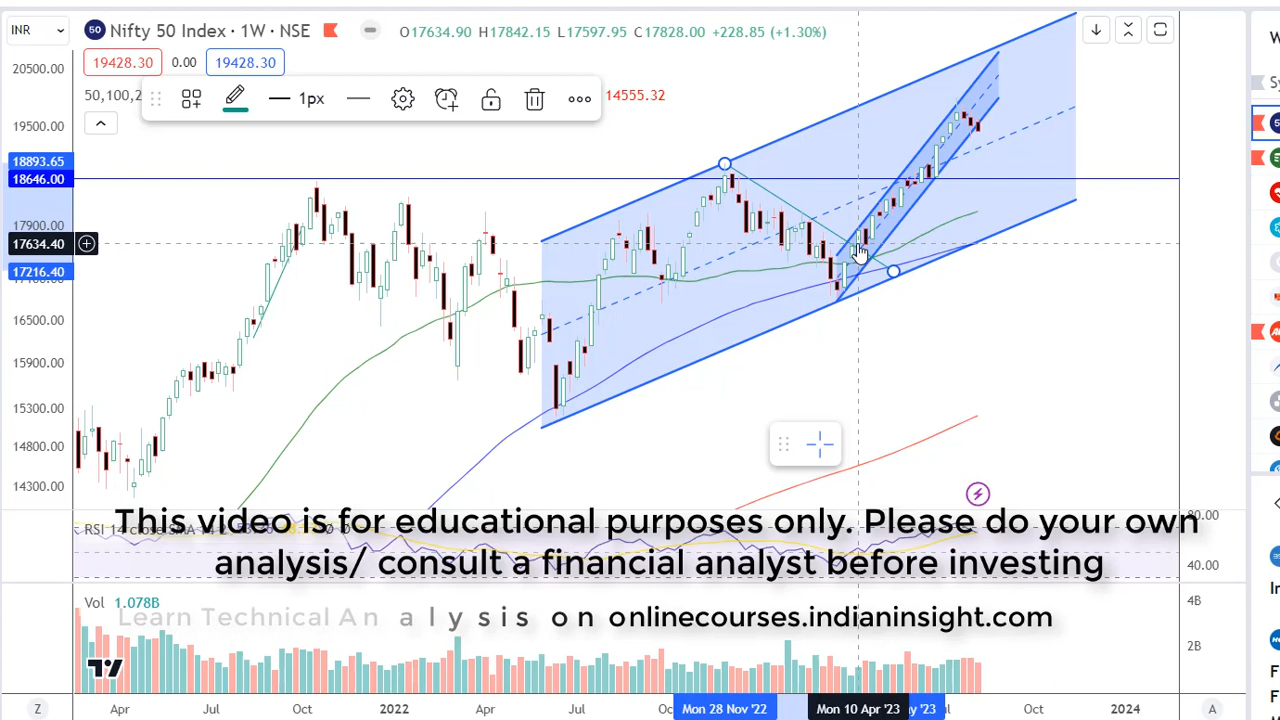 INR
50 Nifty 50 Index · 1W · NSE O17634.90 H17842.15 L17597.95 C17828.00 +228.85 (+1.30%)
19428.30 0.00 19428.30
50,100,2 14555.32
1px
20500.00
19500.00
18893.65
18646.00
17900.00
17634.40
17216.40
16500.00
15900.00
15300.00
14800.00
14300.00
80.00
This video is for educational purposes only. Please do your own
analysis/ consult a financial analyst before investing
40.00
Vol 1.078B
4B
Learn Technical An a l y s i s o n onlinecourses.indianinsight.com
2B
Z Apr Jul Oct 2022 Apr Jul Mon 28 Nov '22 Mon 10 Apr '23 Oct 2024 A